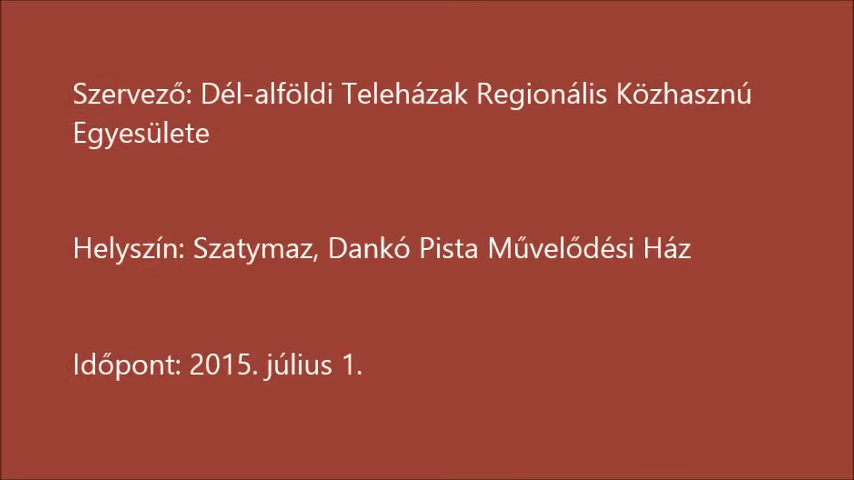 Szervező: Dél-alföldi Teleházak Regionális Közhasznú
Egyesülete
Helyszín: Szatymaz, Dankó Pista Művelődési Ház
Időpont: 2015. július 1.